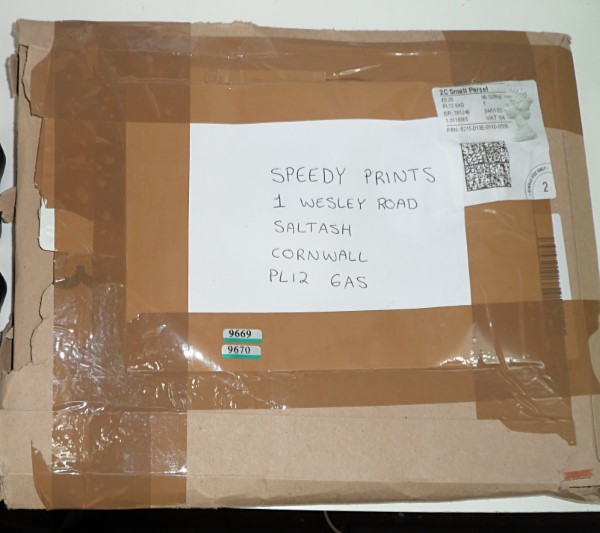 2C Small Parcel
SPEEDY PRINTS
1 WESLEY ROAD
SALTASH
CORNWALL
PL12 6AS
2
9669
9670